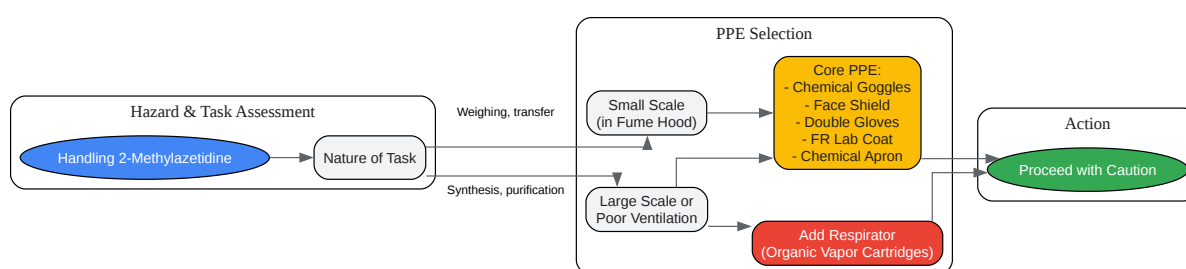 Hazard & Task Assessment
Handling 2-Methylazetidine
Nature of Task
Weighing, transfer
Synthesis, purification
PPE Selection
Small Scale
(in Fume Hood)
Large Scale or
Poor Ventilation
Core PPE:
- Chemical Goggles
- Face Shield
- Double Gloves
- FR Lab Coat
- Chemical Apron
Add Respirator
(Organic Vapor Cartridges)
Action
Proceed with Caution